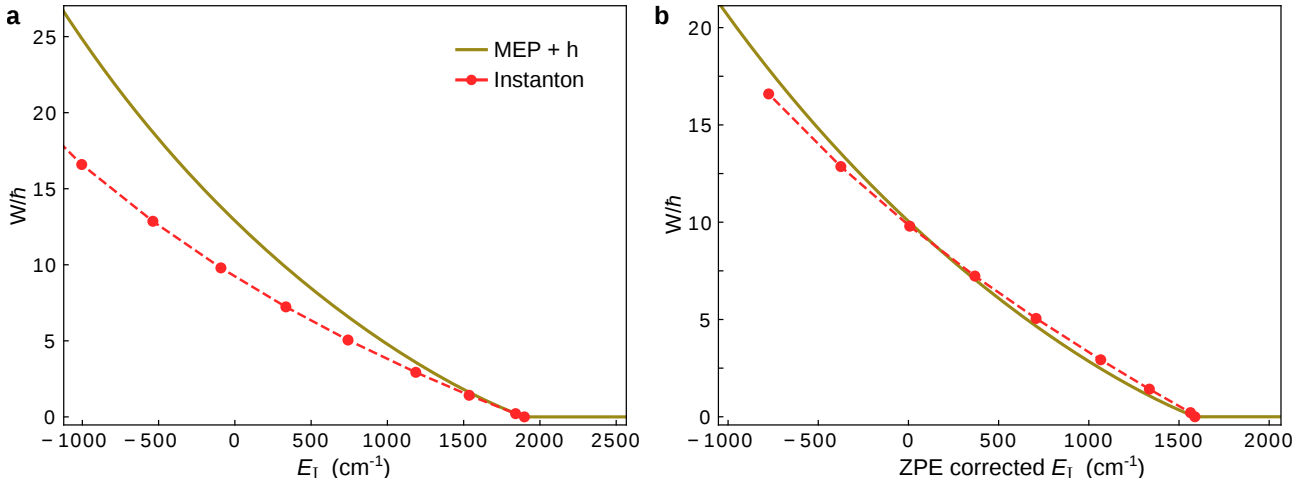 a
25
20
15
10
5
0
W/ℏ
MEP + h
Instanton
−1000 −500 0 500 1000 1500 2000 2500
E_I (cm⁻¹)
b
20
15
10
5
0
W/ℏ
−1000 −500 0 500 1000 1500 2000
ZPE corrected E_I (cm⁻¹)